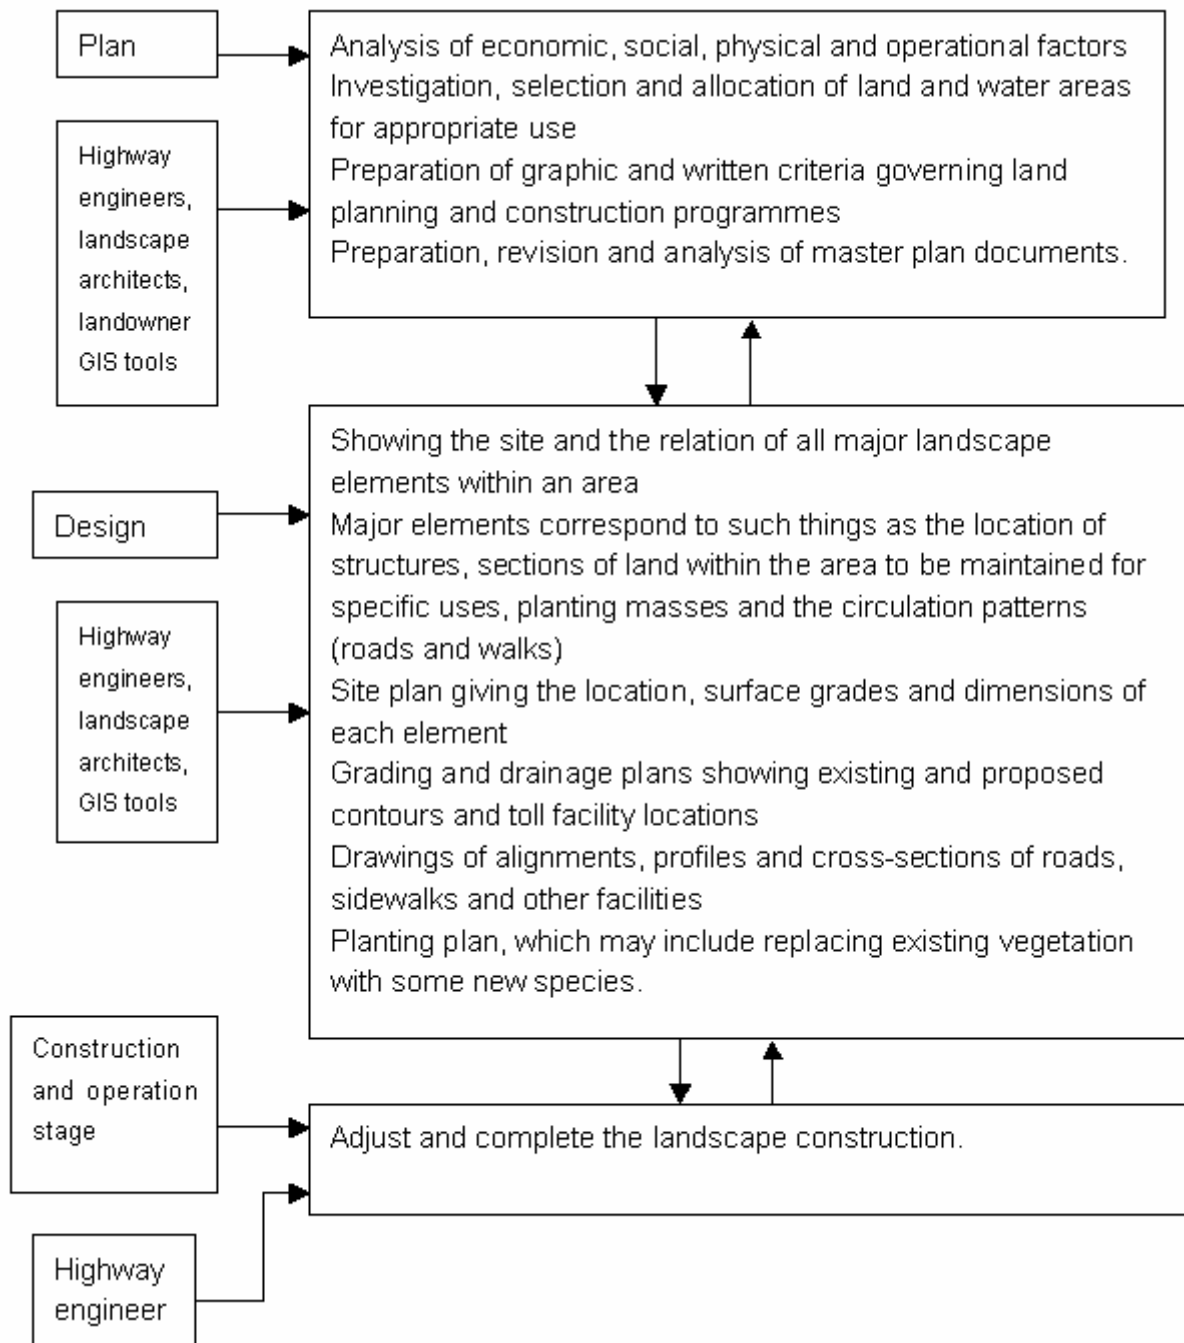 Plan
Analysis of economic, social, physical and operational factors
Investigation, selection and allocation of land and water areas
for appropriate use
Preparation of graphic and written criteria governing land
planning and construction programmes
Preparation, revision and analysis of master plan documents.
Highway
engineers,
landscape
architects,
landowner
GIS tools
Design
Showing the site and the relation of all major landscape
elements within an area
Major elements correspond to such things as the location of
structures, sections of land within the area to be maintained for
specific uses, planting masses and the circulation patterns
(roads and walks)
Site plan giving the location, surface grades and dimensions of
each element
Grading and drainage plans showing existing and proposed
contours and toll facility locations
Drawings of alignments, profiles and cross-sections of roads,
sidewalks and other facilities
Planting plan, which may include replacing existing vegetation
with some new species.
Highway
engineers,
landscape
architects,
GIS tools
Construction
and operation
stage
Adjust and complete the landscape construction.
Highway
engineer